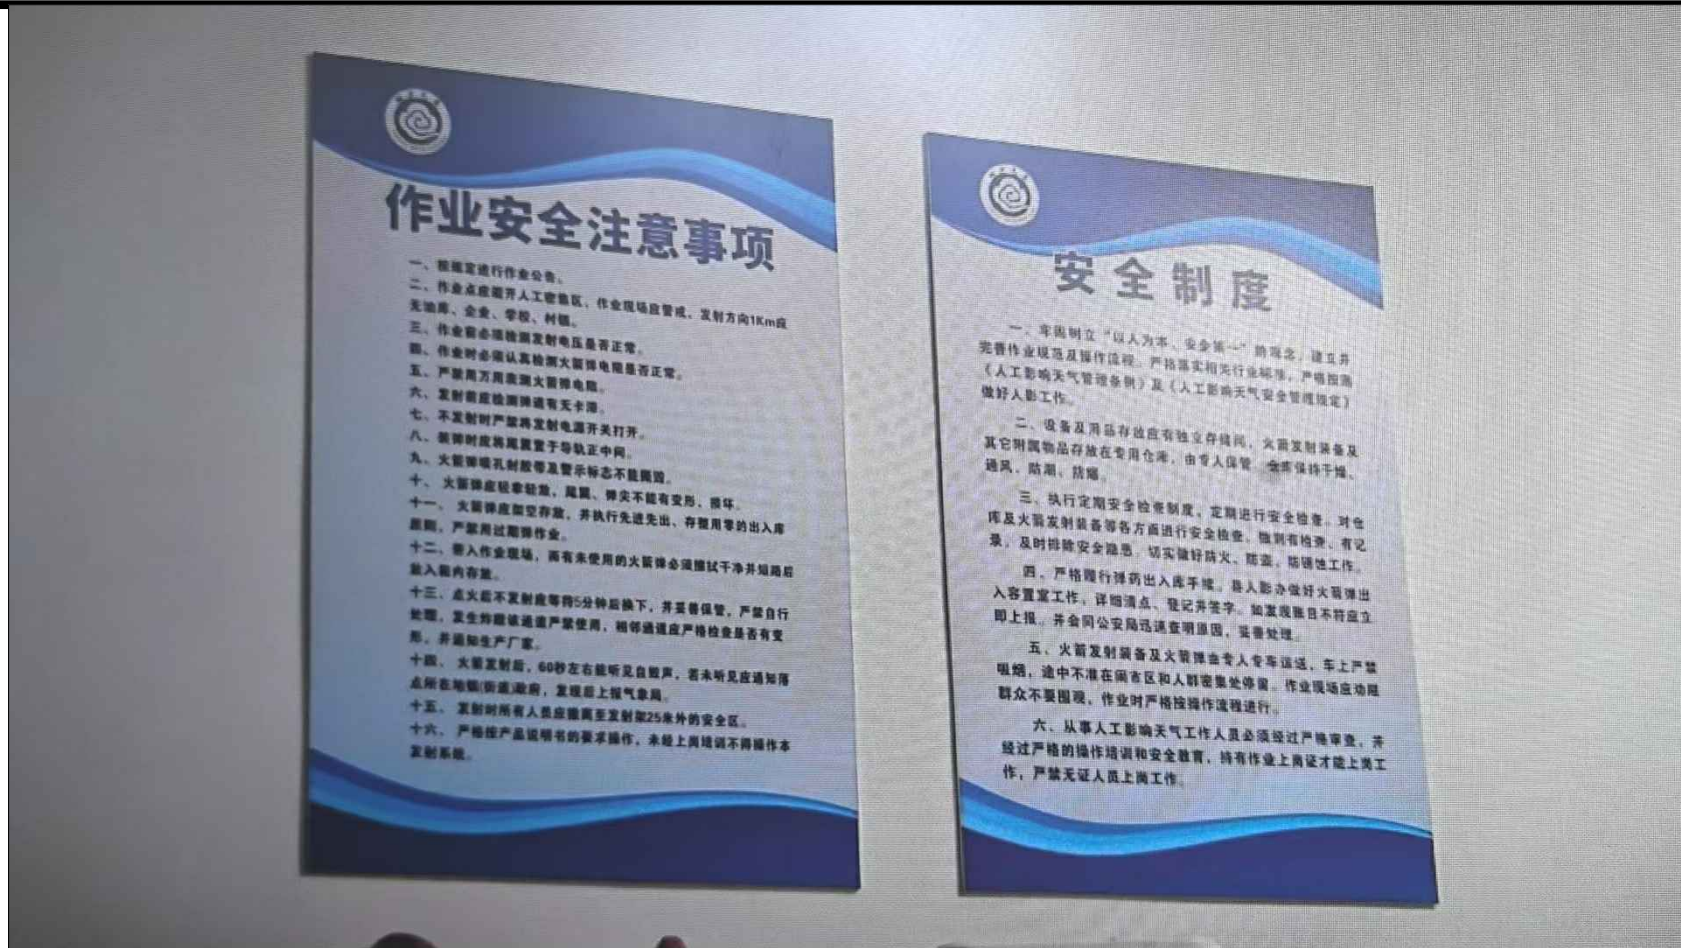 作业安全注意事项
一、按规定进行作业公告。
二、作业点应避开人工密集区，作业现场应警戒，发射方向1Km应
无油库、企业、学校、村镇。
三、作业前必须检测发射电压是否正常。
四、作业时必须认真检测火箭弹电阻是否正常。
五、严禁用万用表测火箭弹电阻。
六、发射前应检测弹道有无卡滞。
七、不发射时严禁将发射电源开关打开。
八、装弹时应将尾翼置于导轨正中间。
九、火箭弹喷孔封胶带及警示标志不能撕毁。
十、火箭弹应轻拿轻放，尾翼、弹尖不能有变形、损坏。
十一、火箭弹应架空存放，并执行先进先出、存整用零的出入库
原则，严禁用过期弹作业。
十二、带入作业现场，而有未使用的火箭弹必须擦拭干净并短路后
放入箱内存放。
十三、点火后不发射应等待5分钟后换下，并妥善保管，严禁自行
处理，发生炸膛该通道严禁使用，相邻通道应严格检查是否有变
形，并通知生产厂家。
十四、火箭发射后，60秒左右能听见自毁声，若未听见应通知落
点所在地镇(街道)政府，发现后上报气象局。
十五、发射时所有人员应撤离至发射架25米外的安全区。
十六、严格按产品说明书的要求操作，未经上岗培训不得操作本
发射系统。
安全制度
一、牢固树立“以人为本、安全第一”的观念，建立并
完善作业规范及操作流程。严格落实相关行业标准，严格按照
《人工影响天气管理条例》及《人工影响天气安全管理规定》
做好人影工作。
二、设备及用品存放应有独立存储间，火箭发射装备及
其它附属物品存放在专用仓库，由专人保管，仓库保持干燥、
通风、防潮、防爆。
三、执行定期安全检查制度，定期进行安全检查。对仓
库及火箭发射装备等各方面进行安全检查，做到有检查、有记
录，及时排除安全隐患，切实做好防火、防盗、防锈蚀工作。
四、严格履行弹药出入库手续。县人影办做好火箭弹出
入容置室工作，详细清点、登记并签字。如发现账目不符应立
即上报。并会同公安局迅速查明原因，妥善处理。
五、火箭发射装备及火箭弹由专人专车运送，车上严禁
吸烟，途中不准在闹市区和人群密集处停留。作业现场应劝阻
群众不要围观，作业时严格按操作流程进行。
六、从事人工影响天气工作人员必须经过严格审查，并
经过严格的操作培训和安全教育，持有作业上岗证才能上岗工
作，严禁无证人员上岗工作。